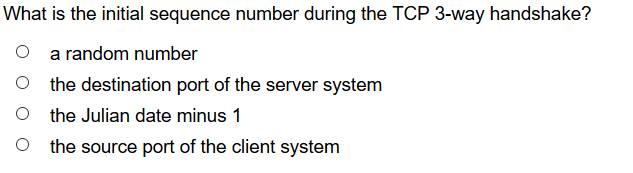 What is the initial sequence number during the TCP 3-way handshake?
a random number
the destination port of the server system
the Julian date minus 1
the source port of the client system